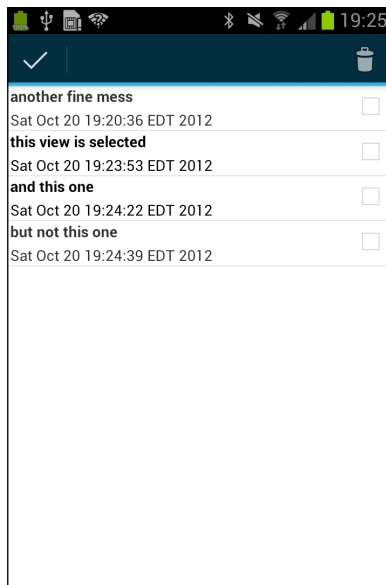 100%
19:25
another fine mess
Sat Oct 20 19:20:36 EDT 2012
this view is selected
Sat Oct 20 19:23:53 EDT 2012
and this one
Sat Oct 20 19:24:22 EDT 2012
but not this one
Sat Oct 20 19:24:39 EDT 2012